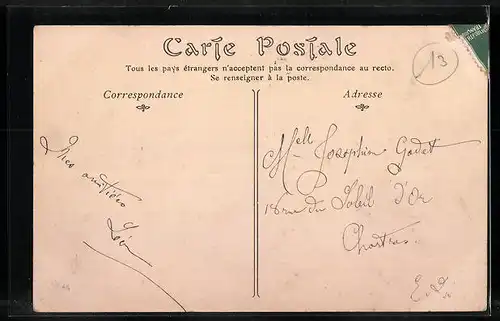 Carte Postale
Tous les pays étrangers n'acceptent pas la correspondance au recto.
Se renseigner à la poste.
Correspondance
Adresse
13
Mes
amitiés
Léon
Melle Joséphine Godet
18 rue du Soleil d'Or
Chartres.
E. &. L.